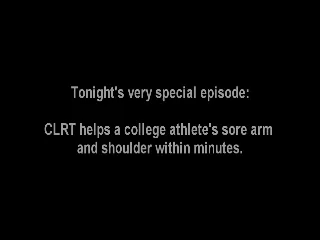 Tonight's very special episode:
CLRT helps a college athlete's sore arm
and shoulder within minutes.